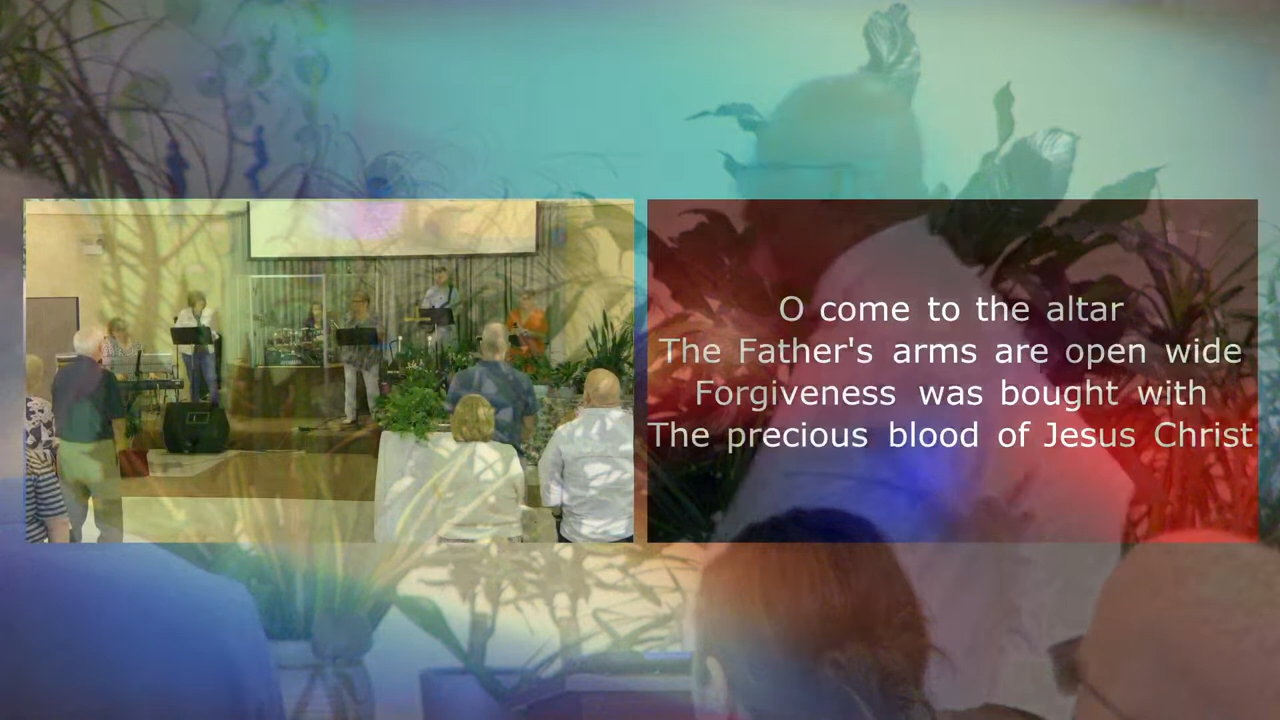 O come to the altar
The Father's arms are open wide
Forgiveness was bought with
The precious blood of Jesus Christ